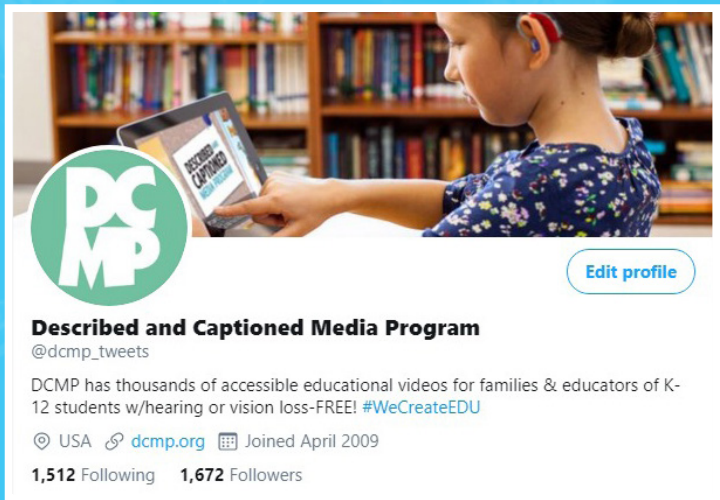 DESCRIBED AND
CAPTIONED
MEDIA PROGRAM
DC
MP
Edit profile
Described and Captioned Media Program
@dcmp_tweets
DCMP has thousands of accessible educational videos for families & educators of K-
12 students w/hearing or vision loss-FREE! #WeCreateEDU
USA dcmp.org Joined April 2009
1,512 Following 1,672 Followers